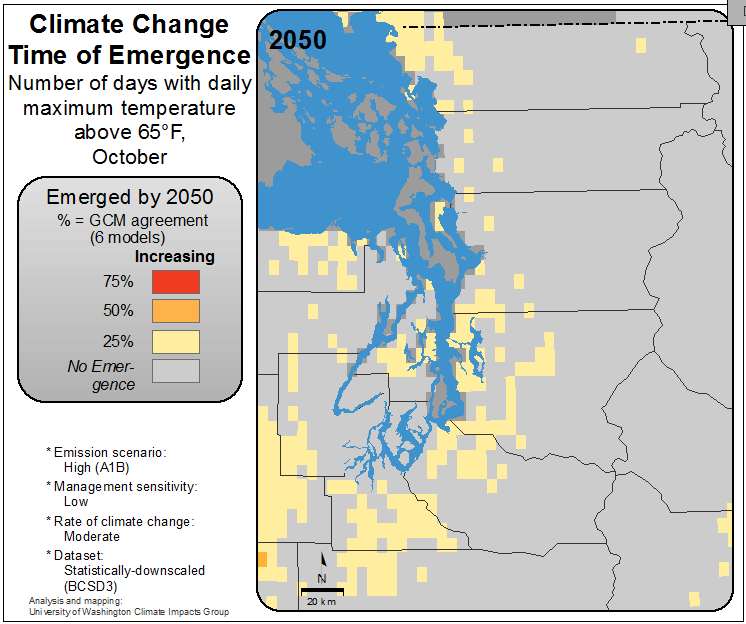 Climate Change
Time of Emergence
Number of days with daily
maximum temperature
above 65°F,
October
Emerged by 2050
% = GCM agreement
(6 models)
Increasing
75%
50%
25%
No Emer-
gence
* Emission scenario:
High (A1B)
* Management sensitivity:
Low
* Rate of climate change:
Moderate
* Dataset:
Statistically-downscaled
(BCSD3)
Analysis and mapping:
University of Washington Climate Impacts Group
2050
N
20 km